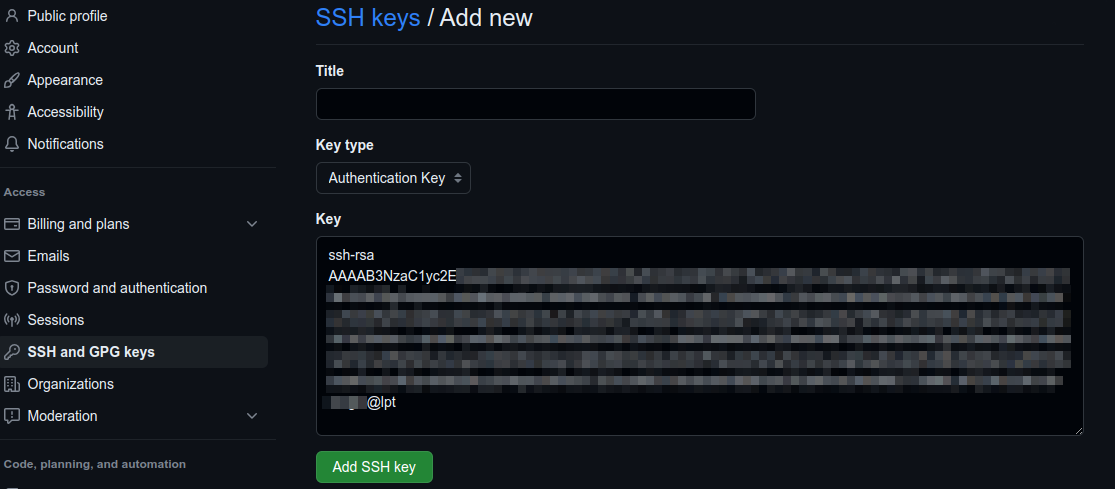 Public profile
Account
Appearance
Accessibility
Notifications
Access
Billing and plans
Emails
Password and authentication
Sessions
SSH and GPG keys
Organizations
Moderation
Code, planning, and automation
SSH keys / Add new
Title
Key type
Authentication Key
Key
ssh-rsa
AAAAB3NzaC1yc2E
@lpt
Add SSH key